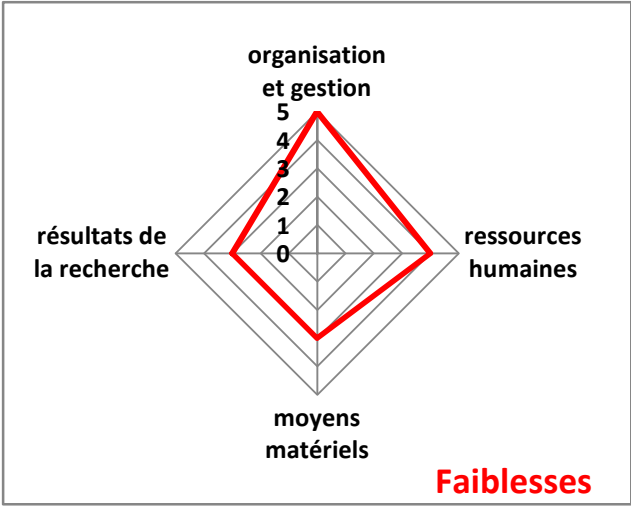 organisation
et gestion
5
4
3
2
1
0
résultats de
la recherche
ressources
humaines
moyens
matériels
Faiblesses